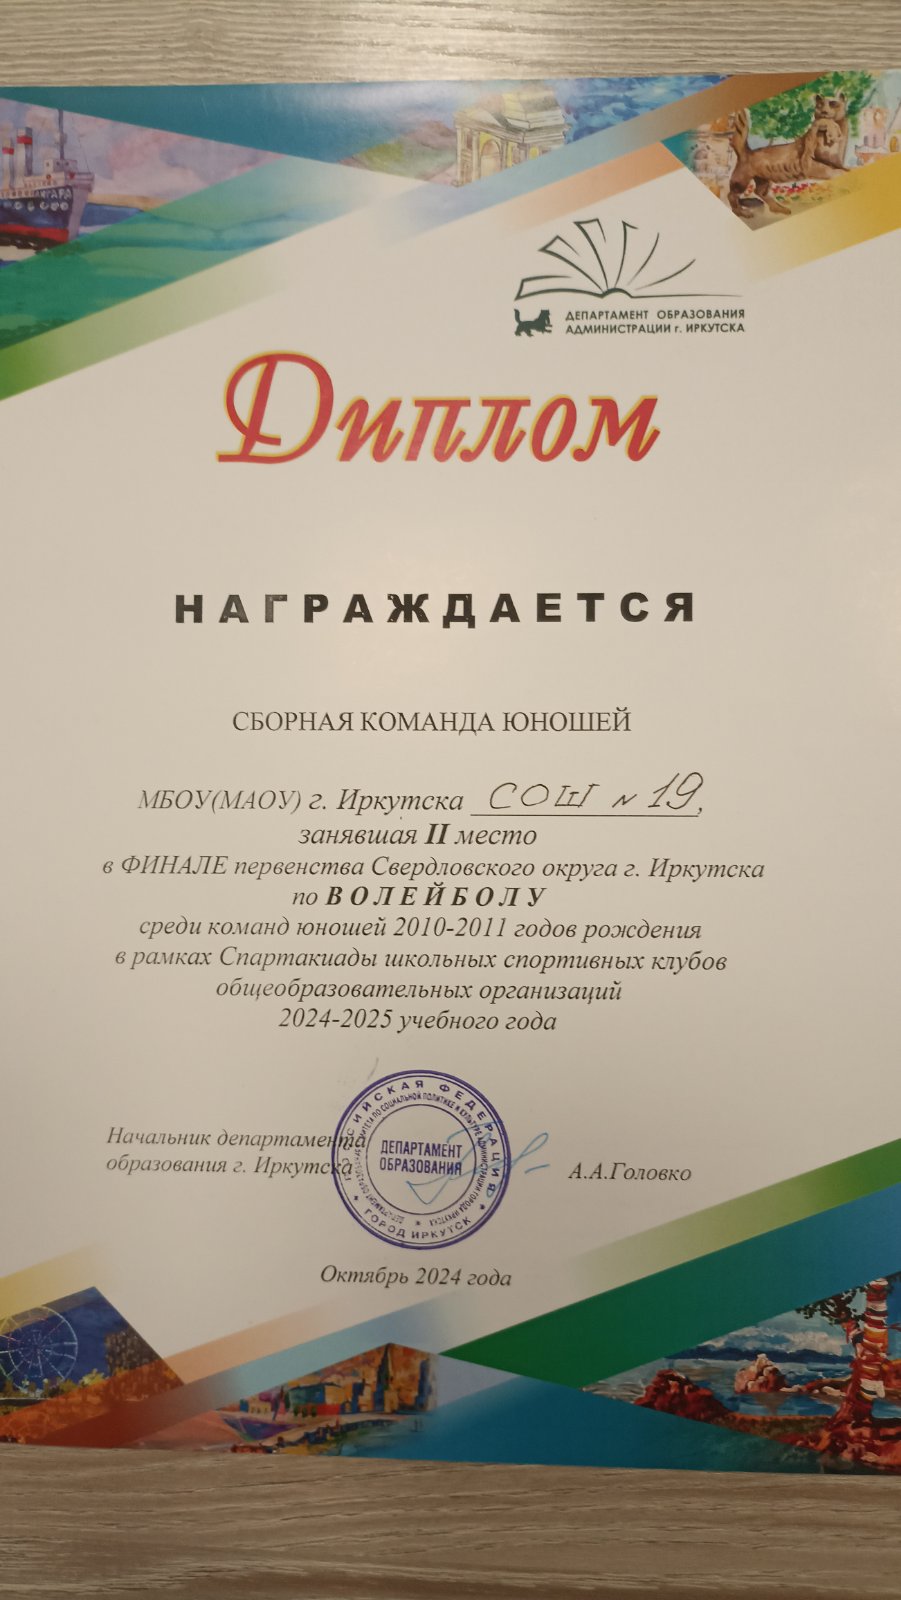 ДЕПАРТАМЕНТ ОБРАЗОВАНИЯ
АДМИНИСТРАЦИИ г. ИРКУТСКА
Диплом
НАГРАЖДАЕТСЯ
СБОРНАЯ КОМАНДА ЮНОШЕЙ
МБОУ(МАОУ) г. Иркутска СОШ № 19,
занявшая II место
в ФИНАЛЕ первенства Свердловского округа г. Иркутска
по ВОЛЕЙБОЛУ
среди команд юношей 2010-2011 годов рождения
в рамках Спартакиады школьных спортивных клубов
общеобразовательных организаций
2024-2025 учебного года
Начальник департамента
образования г. Иркутска
РОССИЙСКАЯ ФЕДЕРАЦИЯ
ГОРОД ИРКУТСК
ДЕПАРТАМЕНТ
ОБРАЗОВАНИЯ
А.А.Головко
Октябрь 2024 года